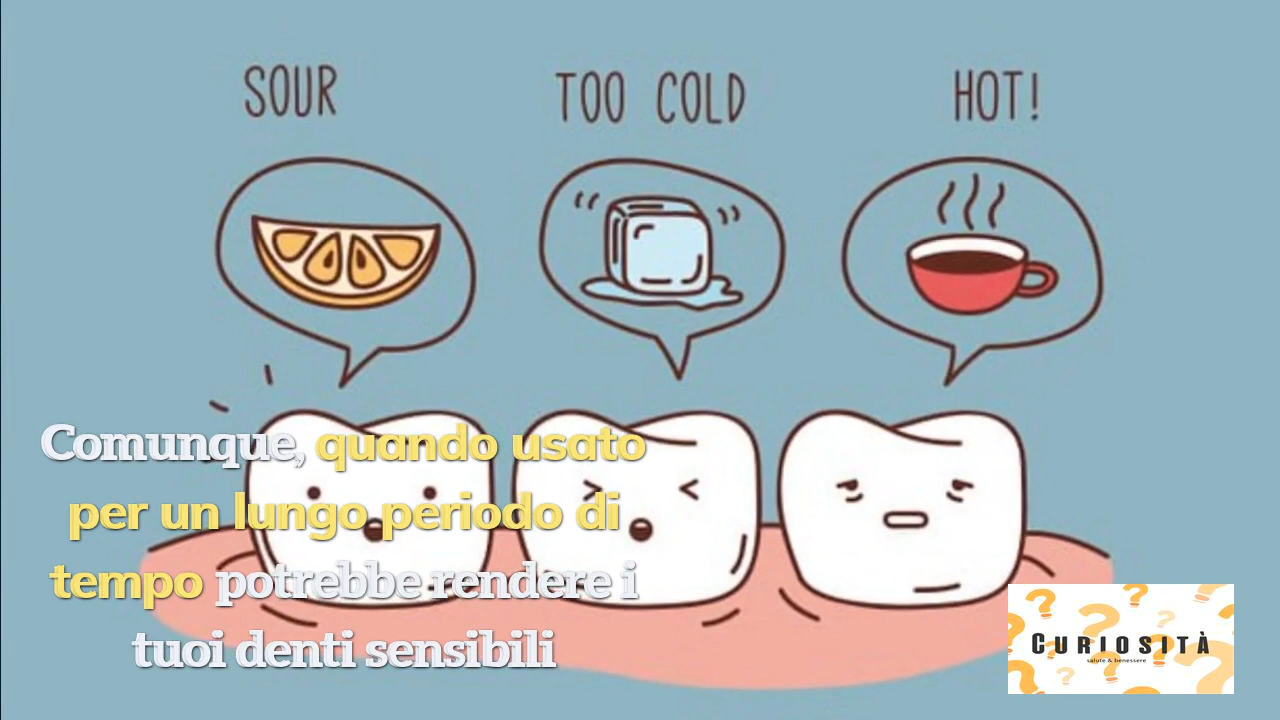 SOUR
TOO COLD
HOT!
Comunque, quando usato
per un lungo periodo di
tempo potrebbe rendere i
tuoi denti sensibili
CURIOSITÀ
salute & benessere